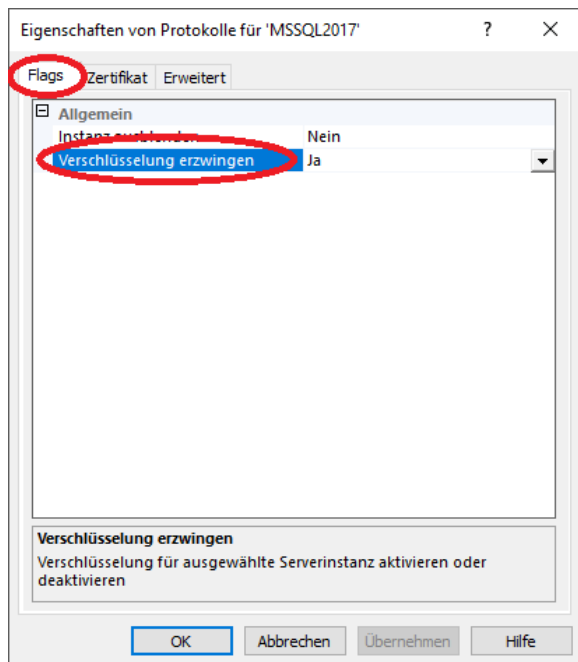 Eigenschaften von Protokolle für 'MSSQL2017' ? ×
Flags Zertifikat Erweitert
Allgemein
Instanz ausblenden Nein
Verschlüsselung erzwingen Ja
Verschlüsselung erzwingen
Verschlüsselung für ausgewählte Serverinstanz aktivieren oder
deaktivieren
OK Abbrechen Übernehmen Hilfe